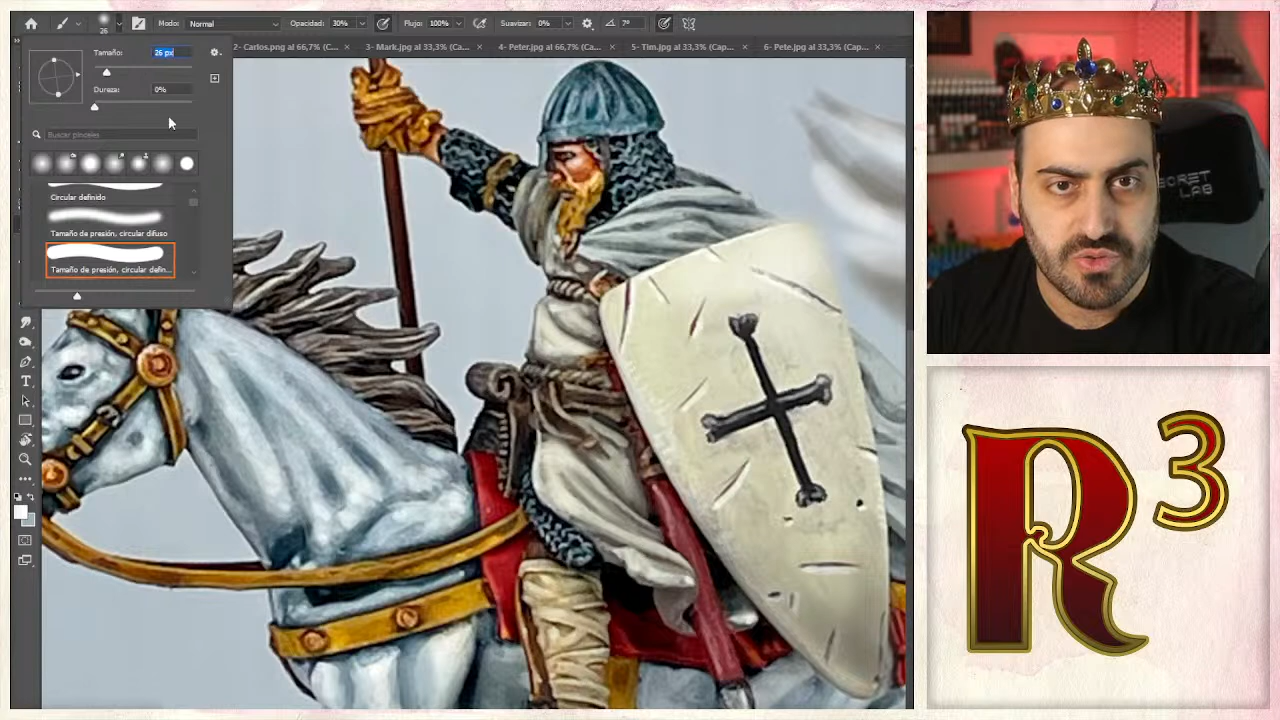 Modo: Normal Opacidad: 30% Flujo: 100% Suavizar: 0% 7°
26
2- Carlos.png al 66,7% (C... × 3- Mark.jpg al 33,3% (Ca... × 4- Peter.jpg al 66,7% (C... × 5- Tim.jpg al 33,3% (Cap... × 6- Pete.jpg al 33,3% (Cap... ×
Tamaño: 26 px
Dureza: 0%
Buscar pinceles
Circular definido
Tamaño de presión, circular difuso
Tamaño de presión, circular defin...
SECRET
LAB
R3